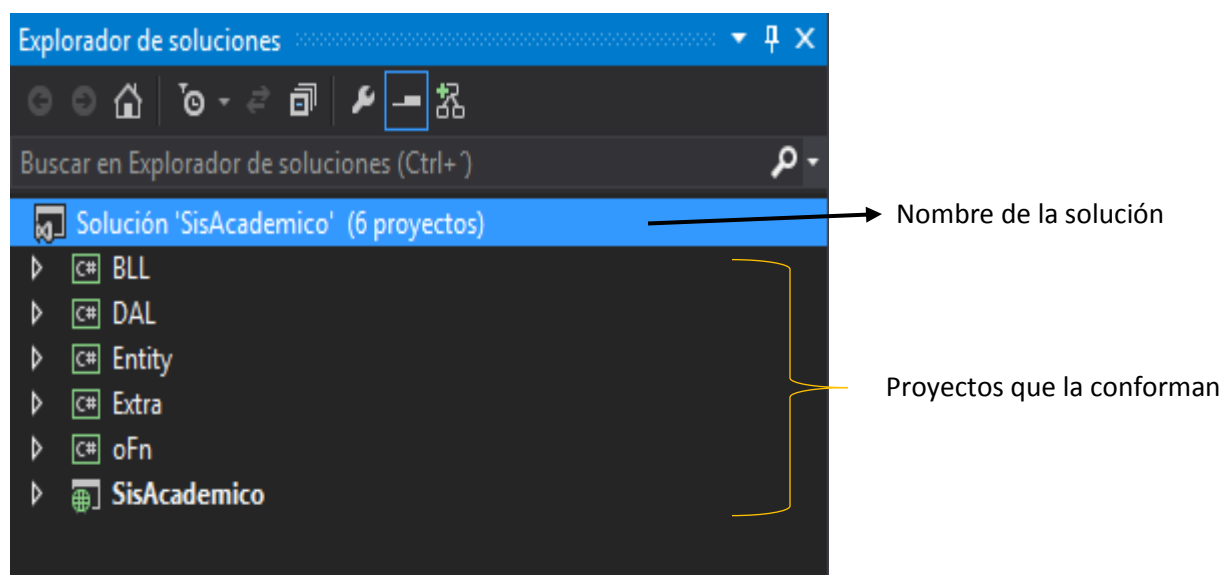 Explorador de soluciones
Buscar en Explorador de soluciones (Ctrl+´)
Solución 'SisAcademico' (6 proyectos)
Nombre de la solución
C# BLL
C# DAL
C# Entity
C# Extra
C# oFn
SisAcademico
Proyectos que la conforman